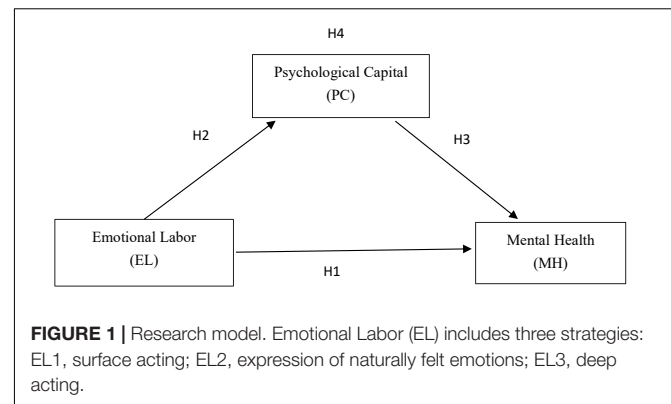 H4
Psychological Capital
(PC)
H2
H3
Emotional Labor
(EL)
Mental Health
(MH)
H1
FIGURE 1 | Research model. Emotional Labor (EL) includes three strategies:
EL1, surface acting; EL2, expression of naturally felt emotions; EL3, deep
acting.